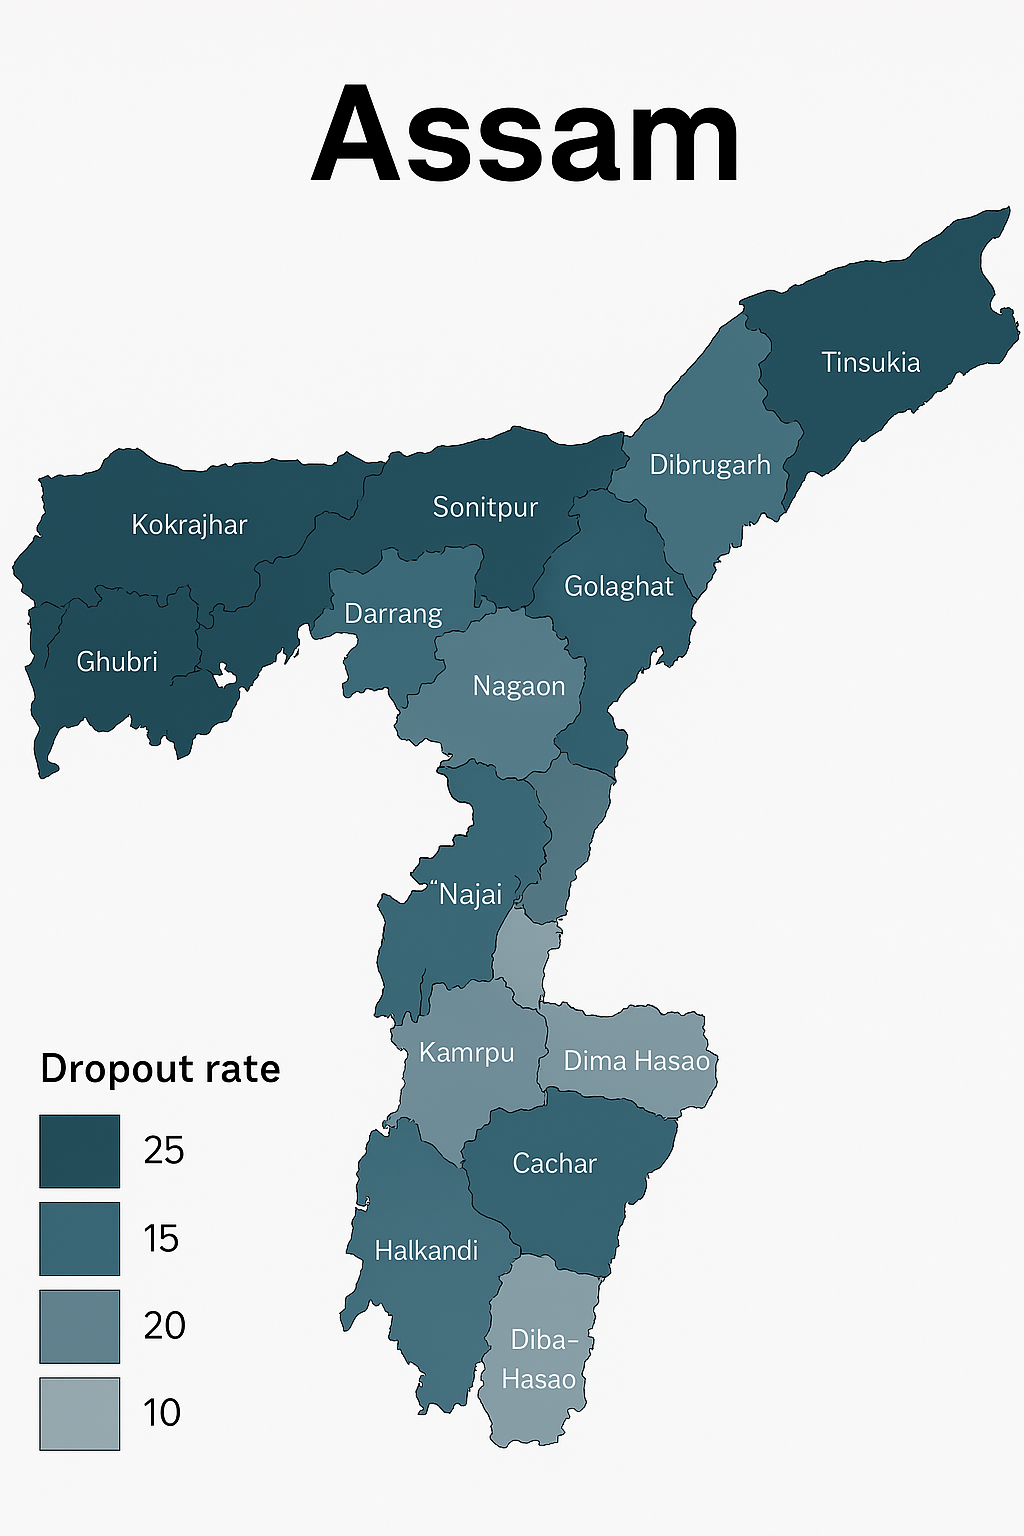 Assam
Tinsukia
Dibrugarh
Sonitpur
Kokrajhar
Golaghat
Darrang
Ghubri
Nagaon
“Najai
Kamrpu
Dima Hasao
Cachar
Halkandi
Diba-
Hasao
Dropout rate
25
15
20
10